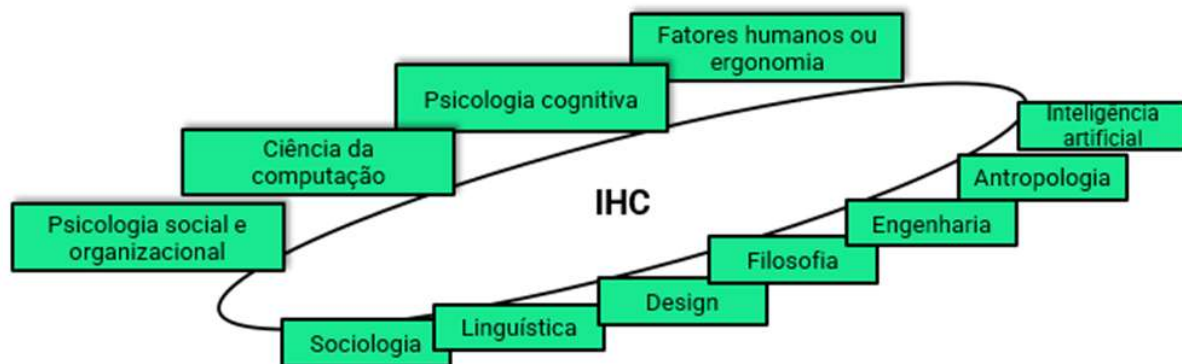 Fatores humanos ou
ergonomia
Psicologia cognitiva
Inteligência
artificial
Ciência da
computação
Antropologia
IHC
Psicologia social e
organizacional
Engenharia
Filosofia
Design
Linguística
Sociologia